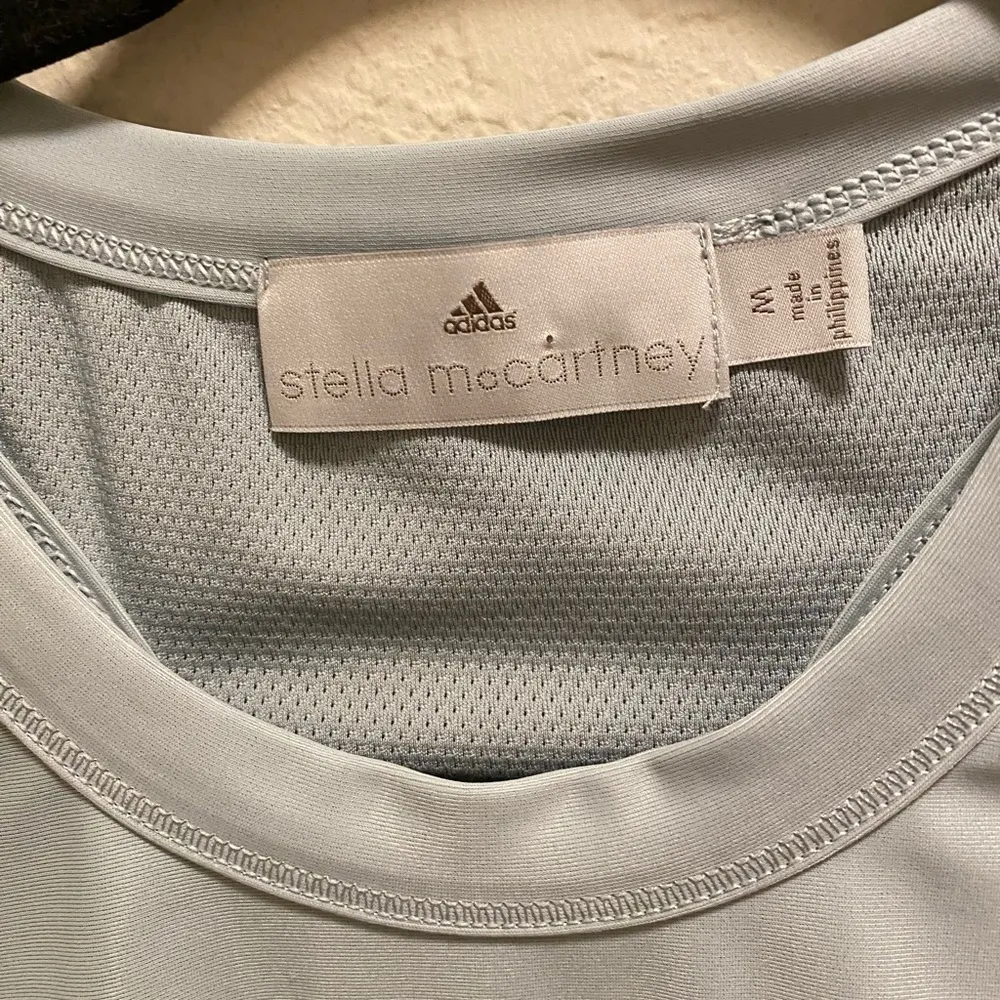 adidas
stella mccartney
M
made
in
philippines